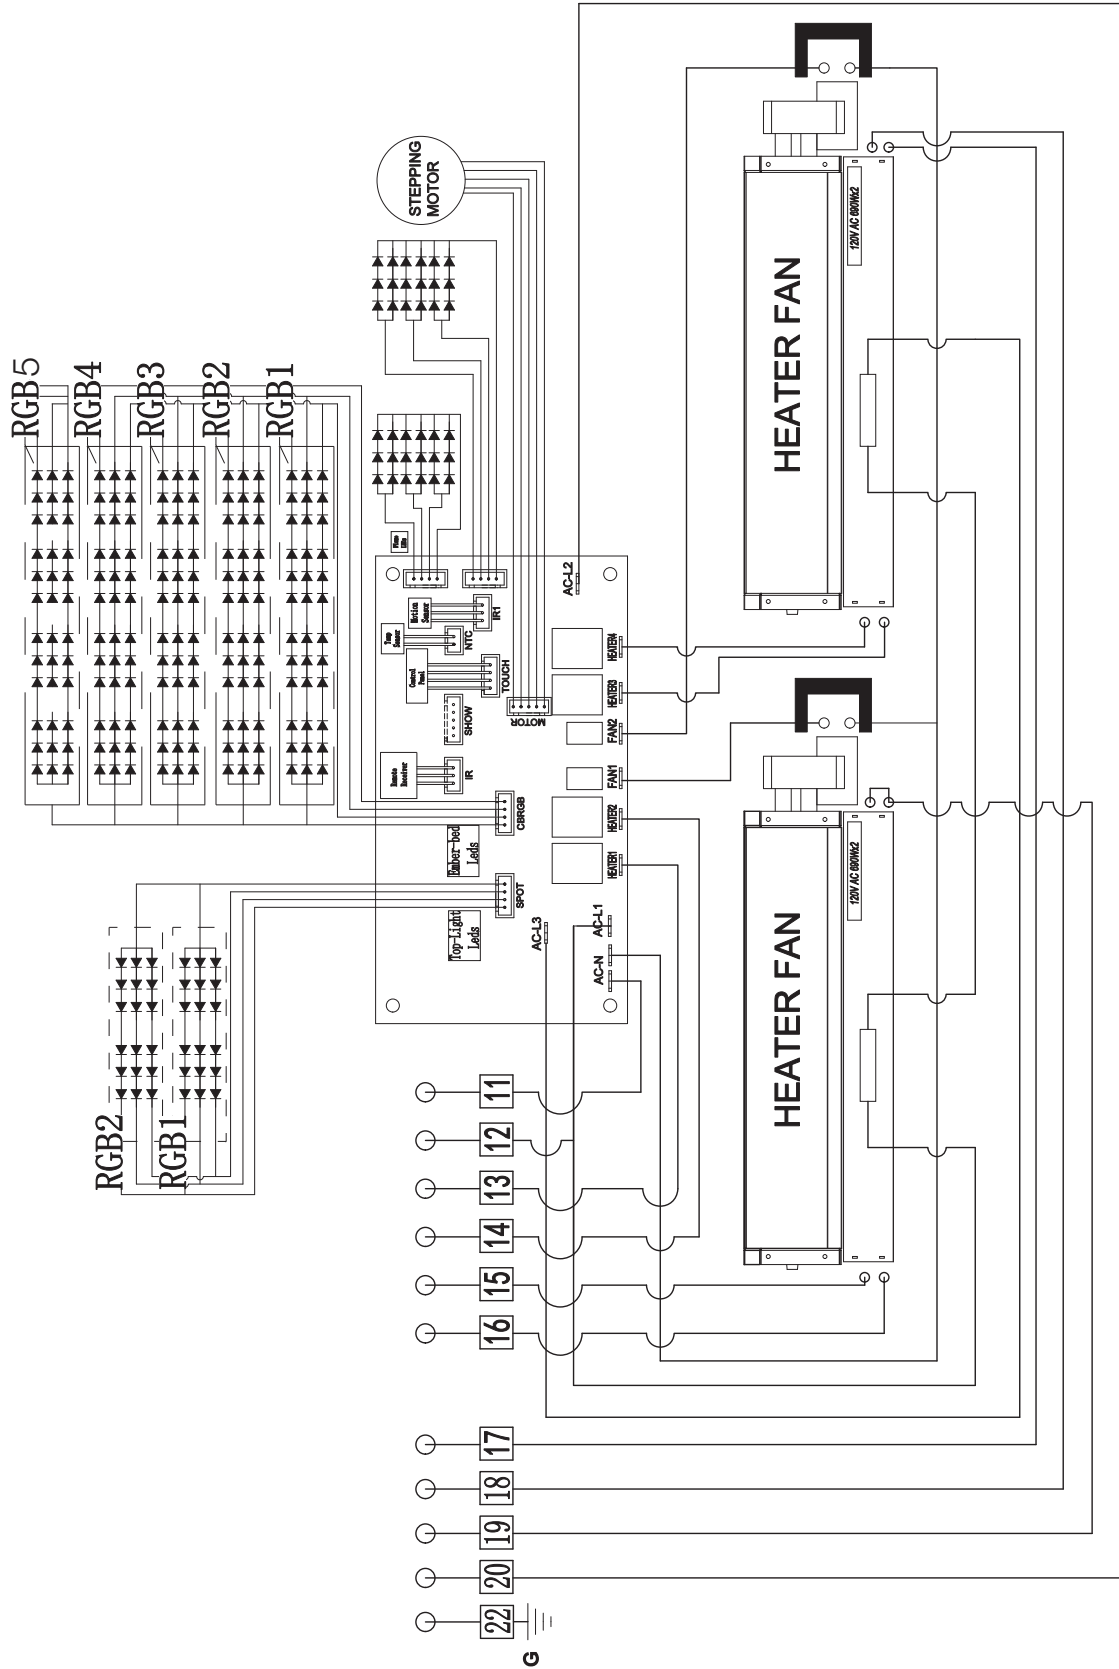 RGB5
RGB4
RGB3
RGB2
RGB1
STEPPING
MOTOR
RGB2
RGB1
Motion
Sensor
Temp
Sensor
Control
Panel
Remote
Receiver
Ember-bed
Leds
Top-Light
Leds
IR1
NTC
TOUCH
SHOW
IR
CBRGB
SPOT
MOTOR
AC-L2
AC-L3
AC-L1
AC-N
HEATER4
HEATER3
FAN2
FAN1
HEATER2
HEATER1
HEATER FAN
120V AC 690Wx2
HEATER FAN
120V AC 690Wx2
11
12
13
14
15
16
17
18
19
20
22
G